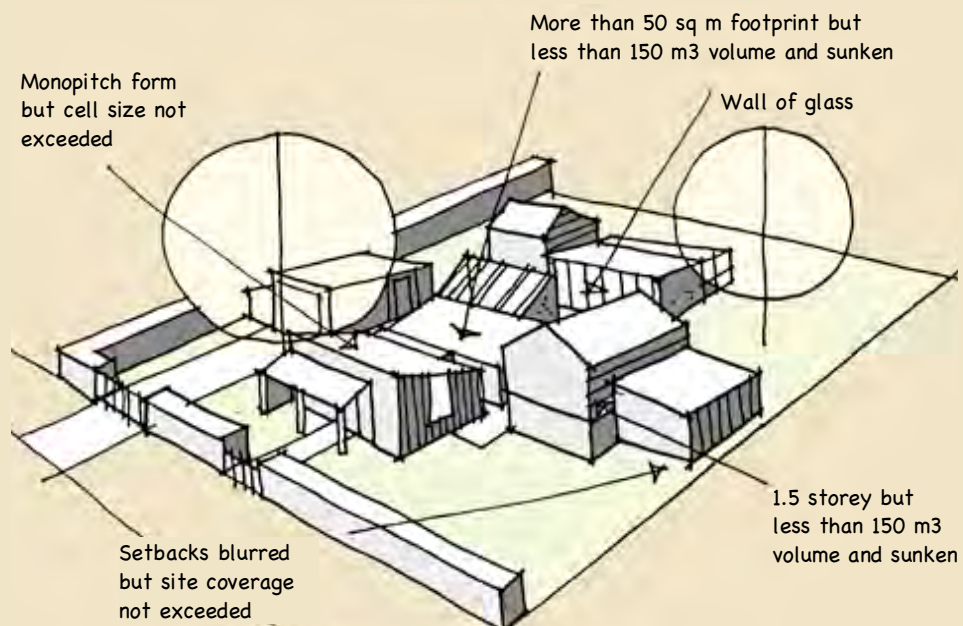 More than 50 sq m footprint but
less than 150 m3 volume and sunken
Monopitch form
but cell size not
exceeded
Wall of glass
1.5 storey but
less than 150 m3
volume and sunken
Setbacks blurred
but site coverage
not exceeded